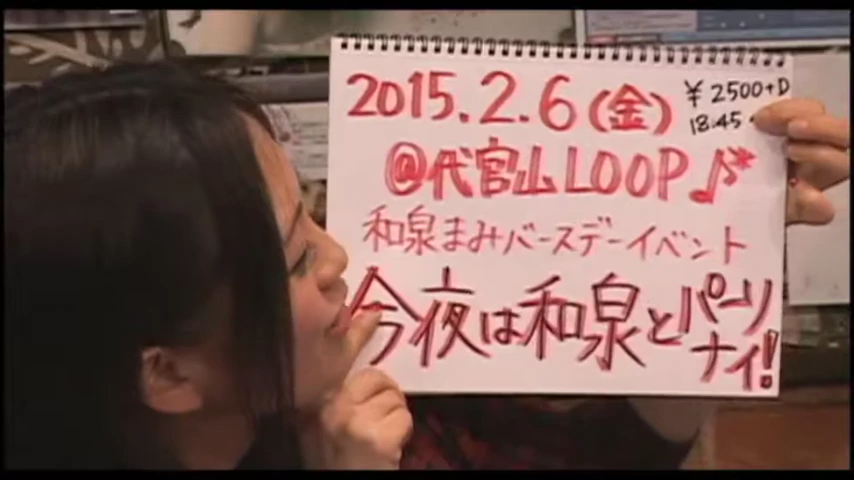 2015.2.6(金)
¥2500+D
18:45
@代官山LOOP♪*
和泉まみバースデーイベント
今夜は和泉とパーリ
ナイ!